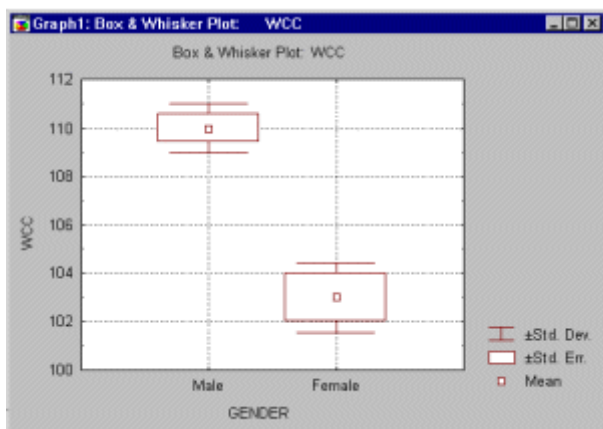 Graph1: Box & Whisker Plot: WCC
Box & Whisker Plot: WCC
112
110
108
106
104
102
100
WCC
Male
Female
GENDER
±Std. Dev.
±Std. Err.
Mean